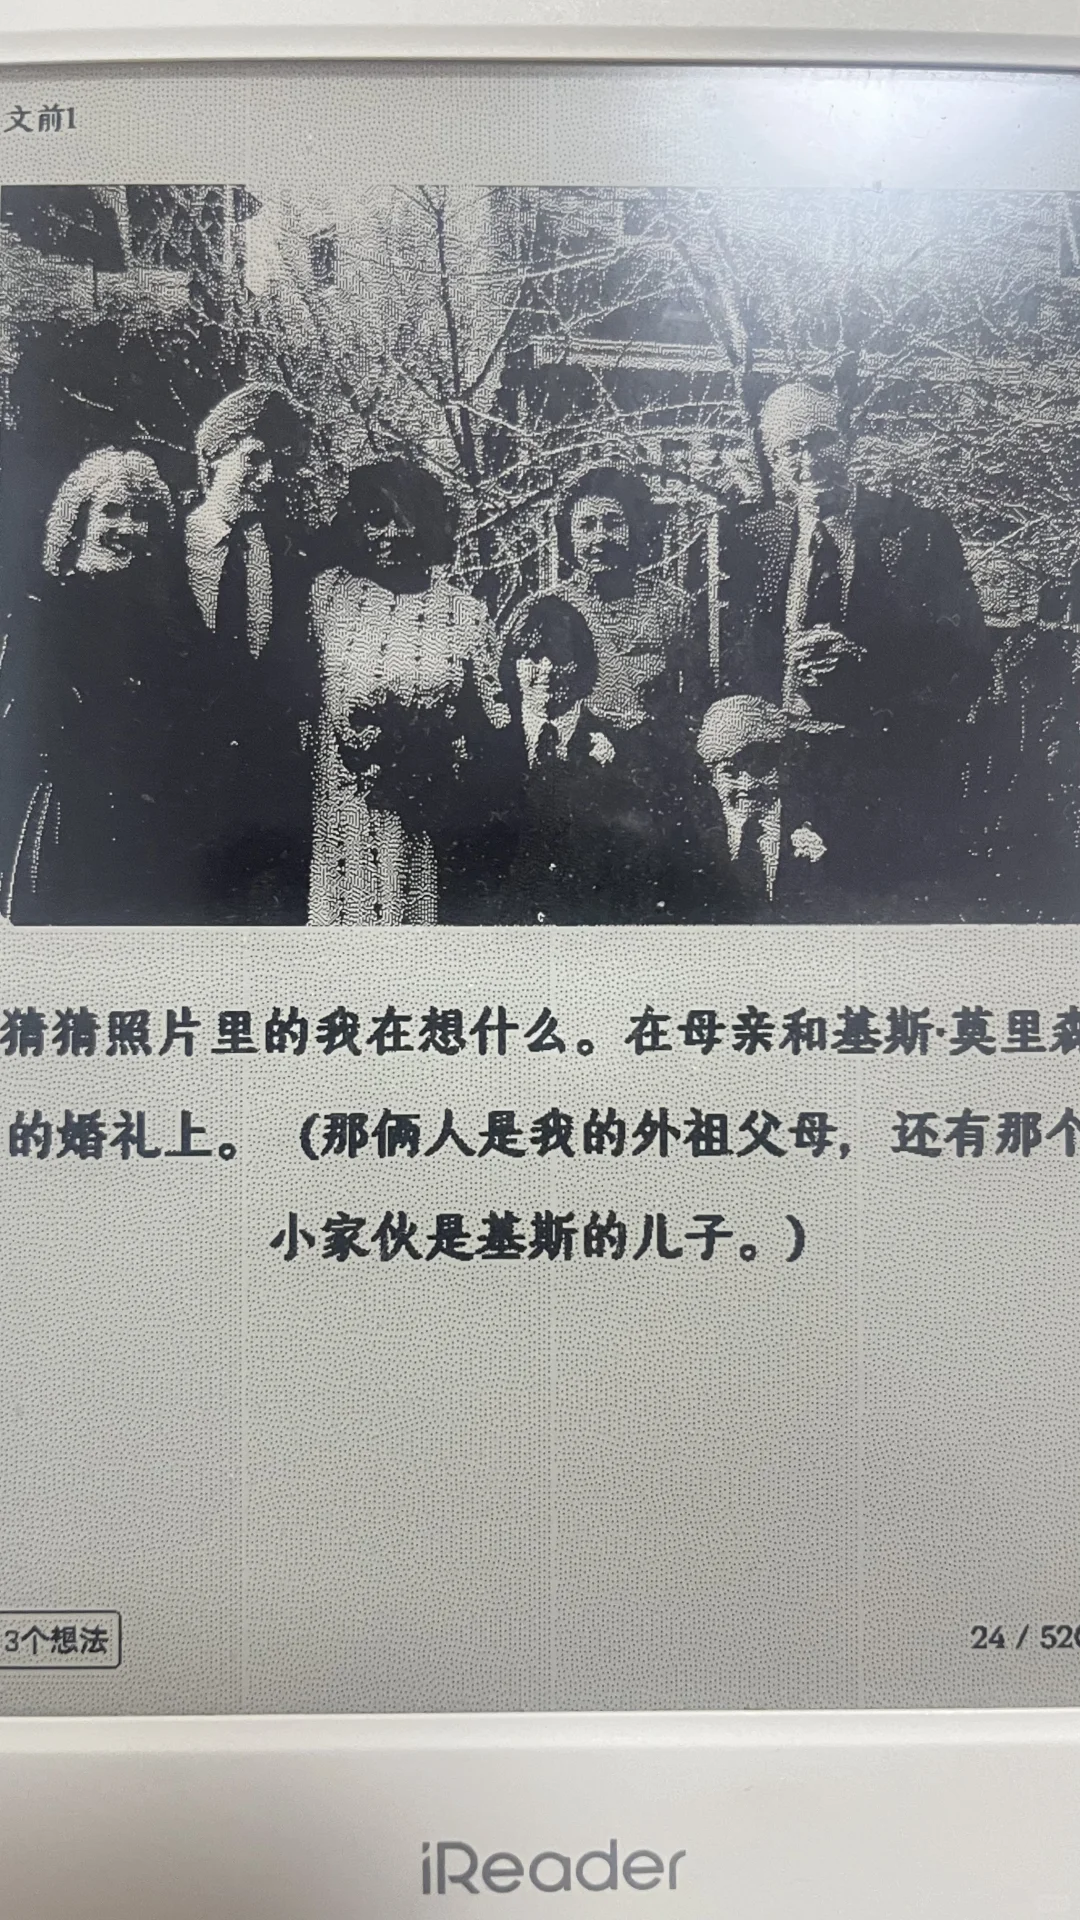 文前1
猜猜照片里的我在想什么。在母亲和基斯·莫里森
的婚礼上。（那俩人是我的外祖父母，还有那个
小家伙是基斯的儿子。）
3个想法
24 / 520
iReader